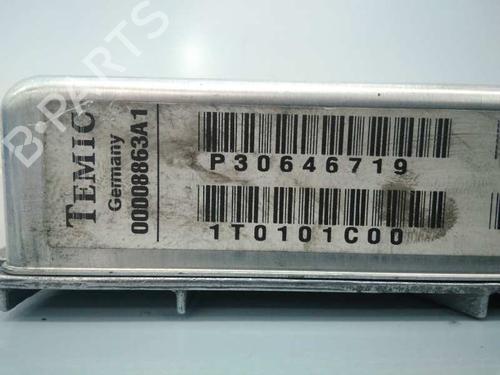 B-PARTS
TEMIC
Germany
00008863A1
P30646719
1T0101C00